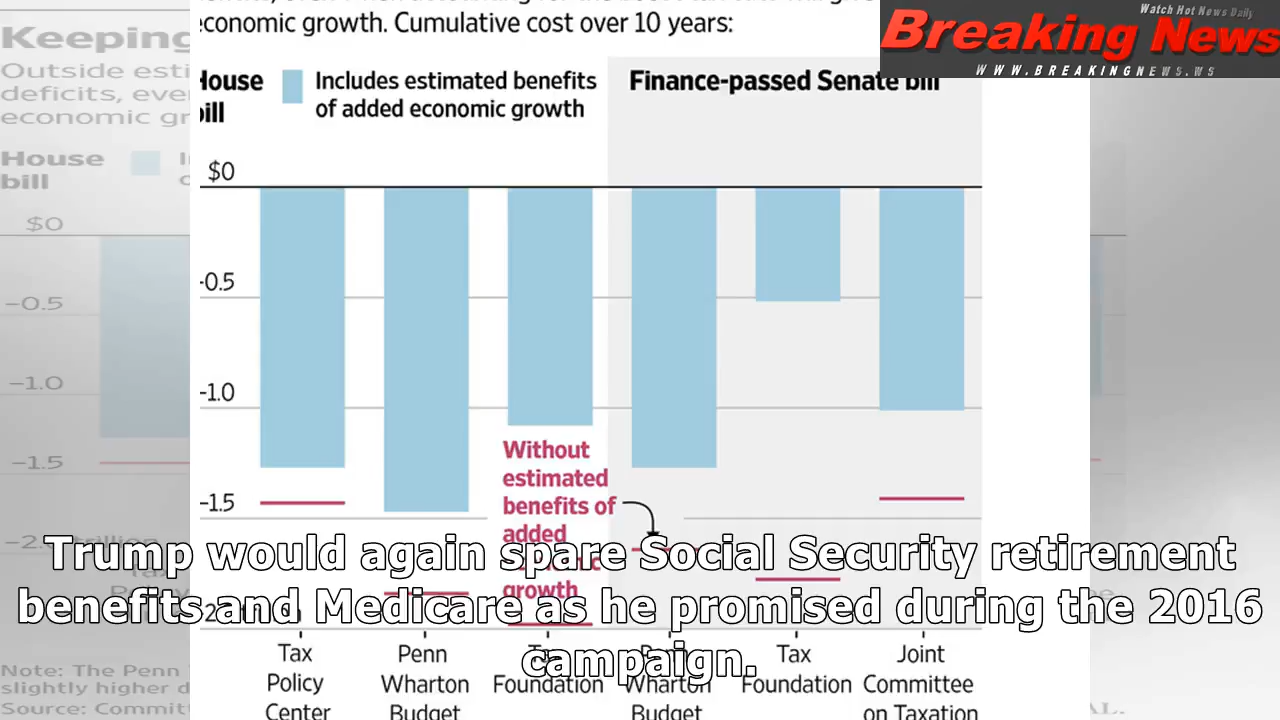 economic growth. Cumulative cost over 10 years:
Watch Hot News Daily
Breaking News
WWW.BREAKINGNEWS.WS
Keeping
Outside esti
deficits, eve
economic gr
House
bill
House
bill
Includes estimated benefits
of added economic growth
Finance-passed Senate bill
$0
$0
-0.5
-0.5
-1.0
-1.0
-1.5
-1.5
Without
estimated
benefits of
added
growth
Trump would again spare Social Security retirement
benefits and Medicare as he promised during the 2016
campaign.
Tax
Policy
Center
Penn
Wharton
Budget
Foundation
Wharton
Budget
Tax
Foundation
Joint
Committee
on Taxation
Note: The Penn
slightly higher d
Source: Committ